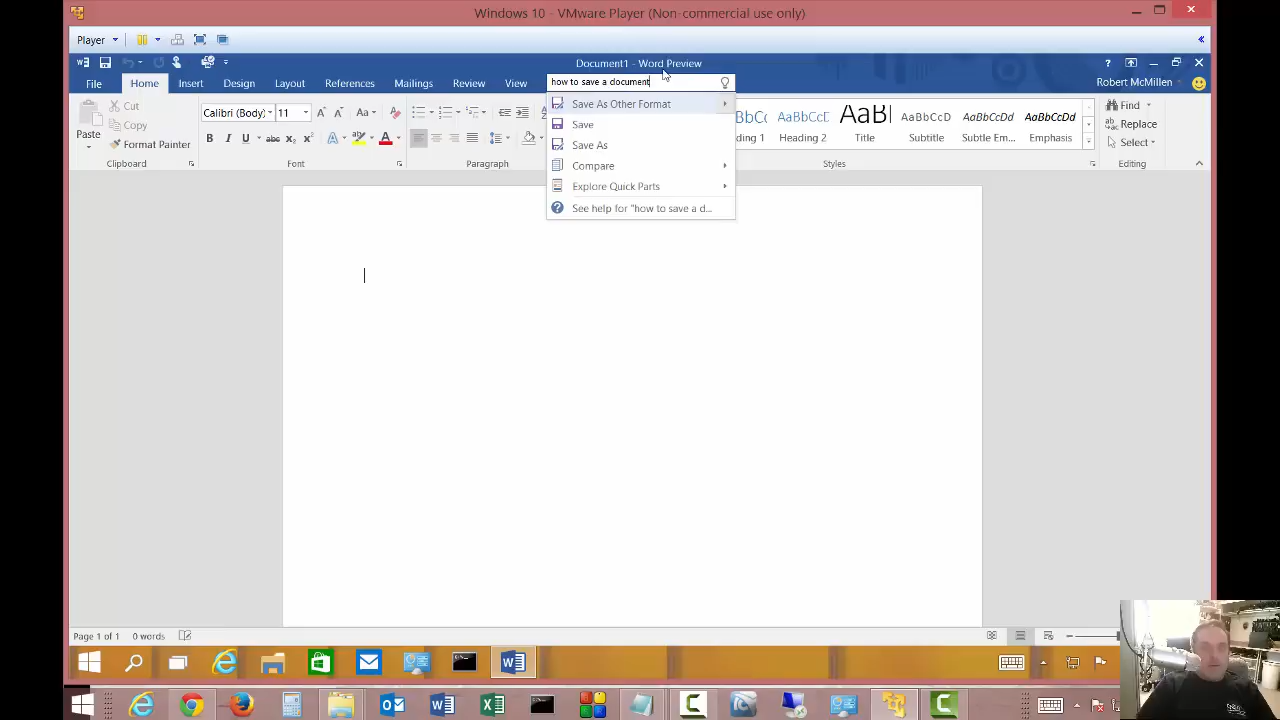 Windows 10 - VMware Player (Non-commercial use only)
Player
Document1 - Word Preview
File Home Insert Design Layout References Mailings Review View how to save a document Robert McMillen
Paste
Cut
Copy
Format Painter
Clipboard
Calibri (Body) 11
Aa
B I U abc
A A
Font
Paragraph
Save As Other Format
Save
Save As
Compare
Explore Quick Parts
See help for "how to save a d...
AaBbCcDd AaBbCcD AaBbCcDd AaBbCcDd
Heading 2 Title Subtitle Subtle Em... Emphasis
Styles
Find
Replace
Select
Editing
Page 1 of 1 0 words